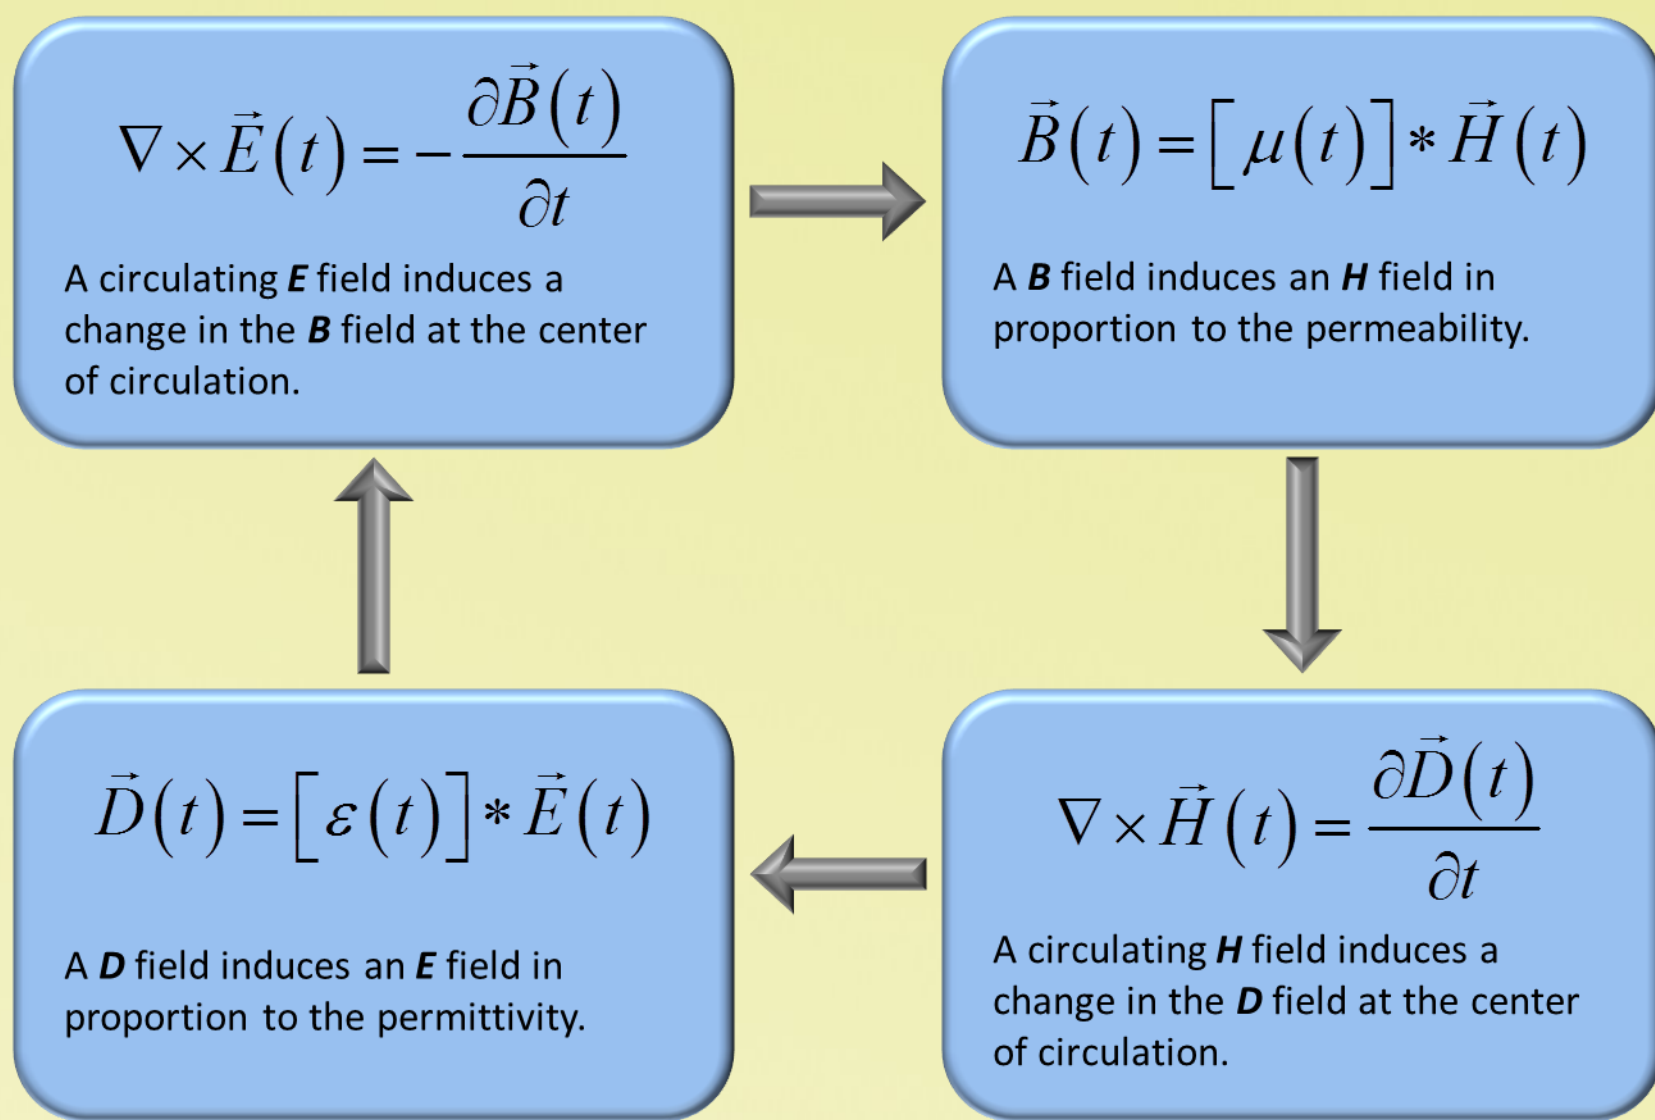 ∇ × E⃗(t) = − ∂B⃗(t)/∂t
A circulating E field induces a
change in the B field at the center
of circulation.
B⃗(t) = [μ(t)] * H⃗(t)
A B field induces an H field in
proportion to the permeability.
D⃗(t) = [ε(t)] * E⃗(t)
A D field induces an E field in
proportion to the permittivity.
∇ × H⃗(t) = ∂D⃗(t)/∂t
A circulating H field induces a
change in the D field at the center
of circulation.